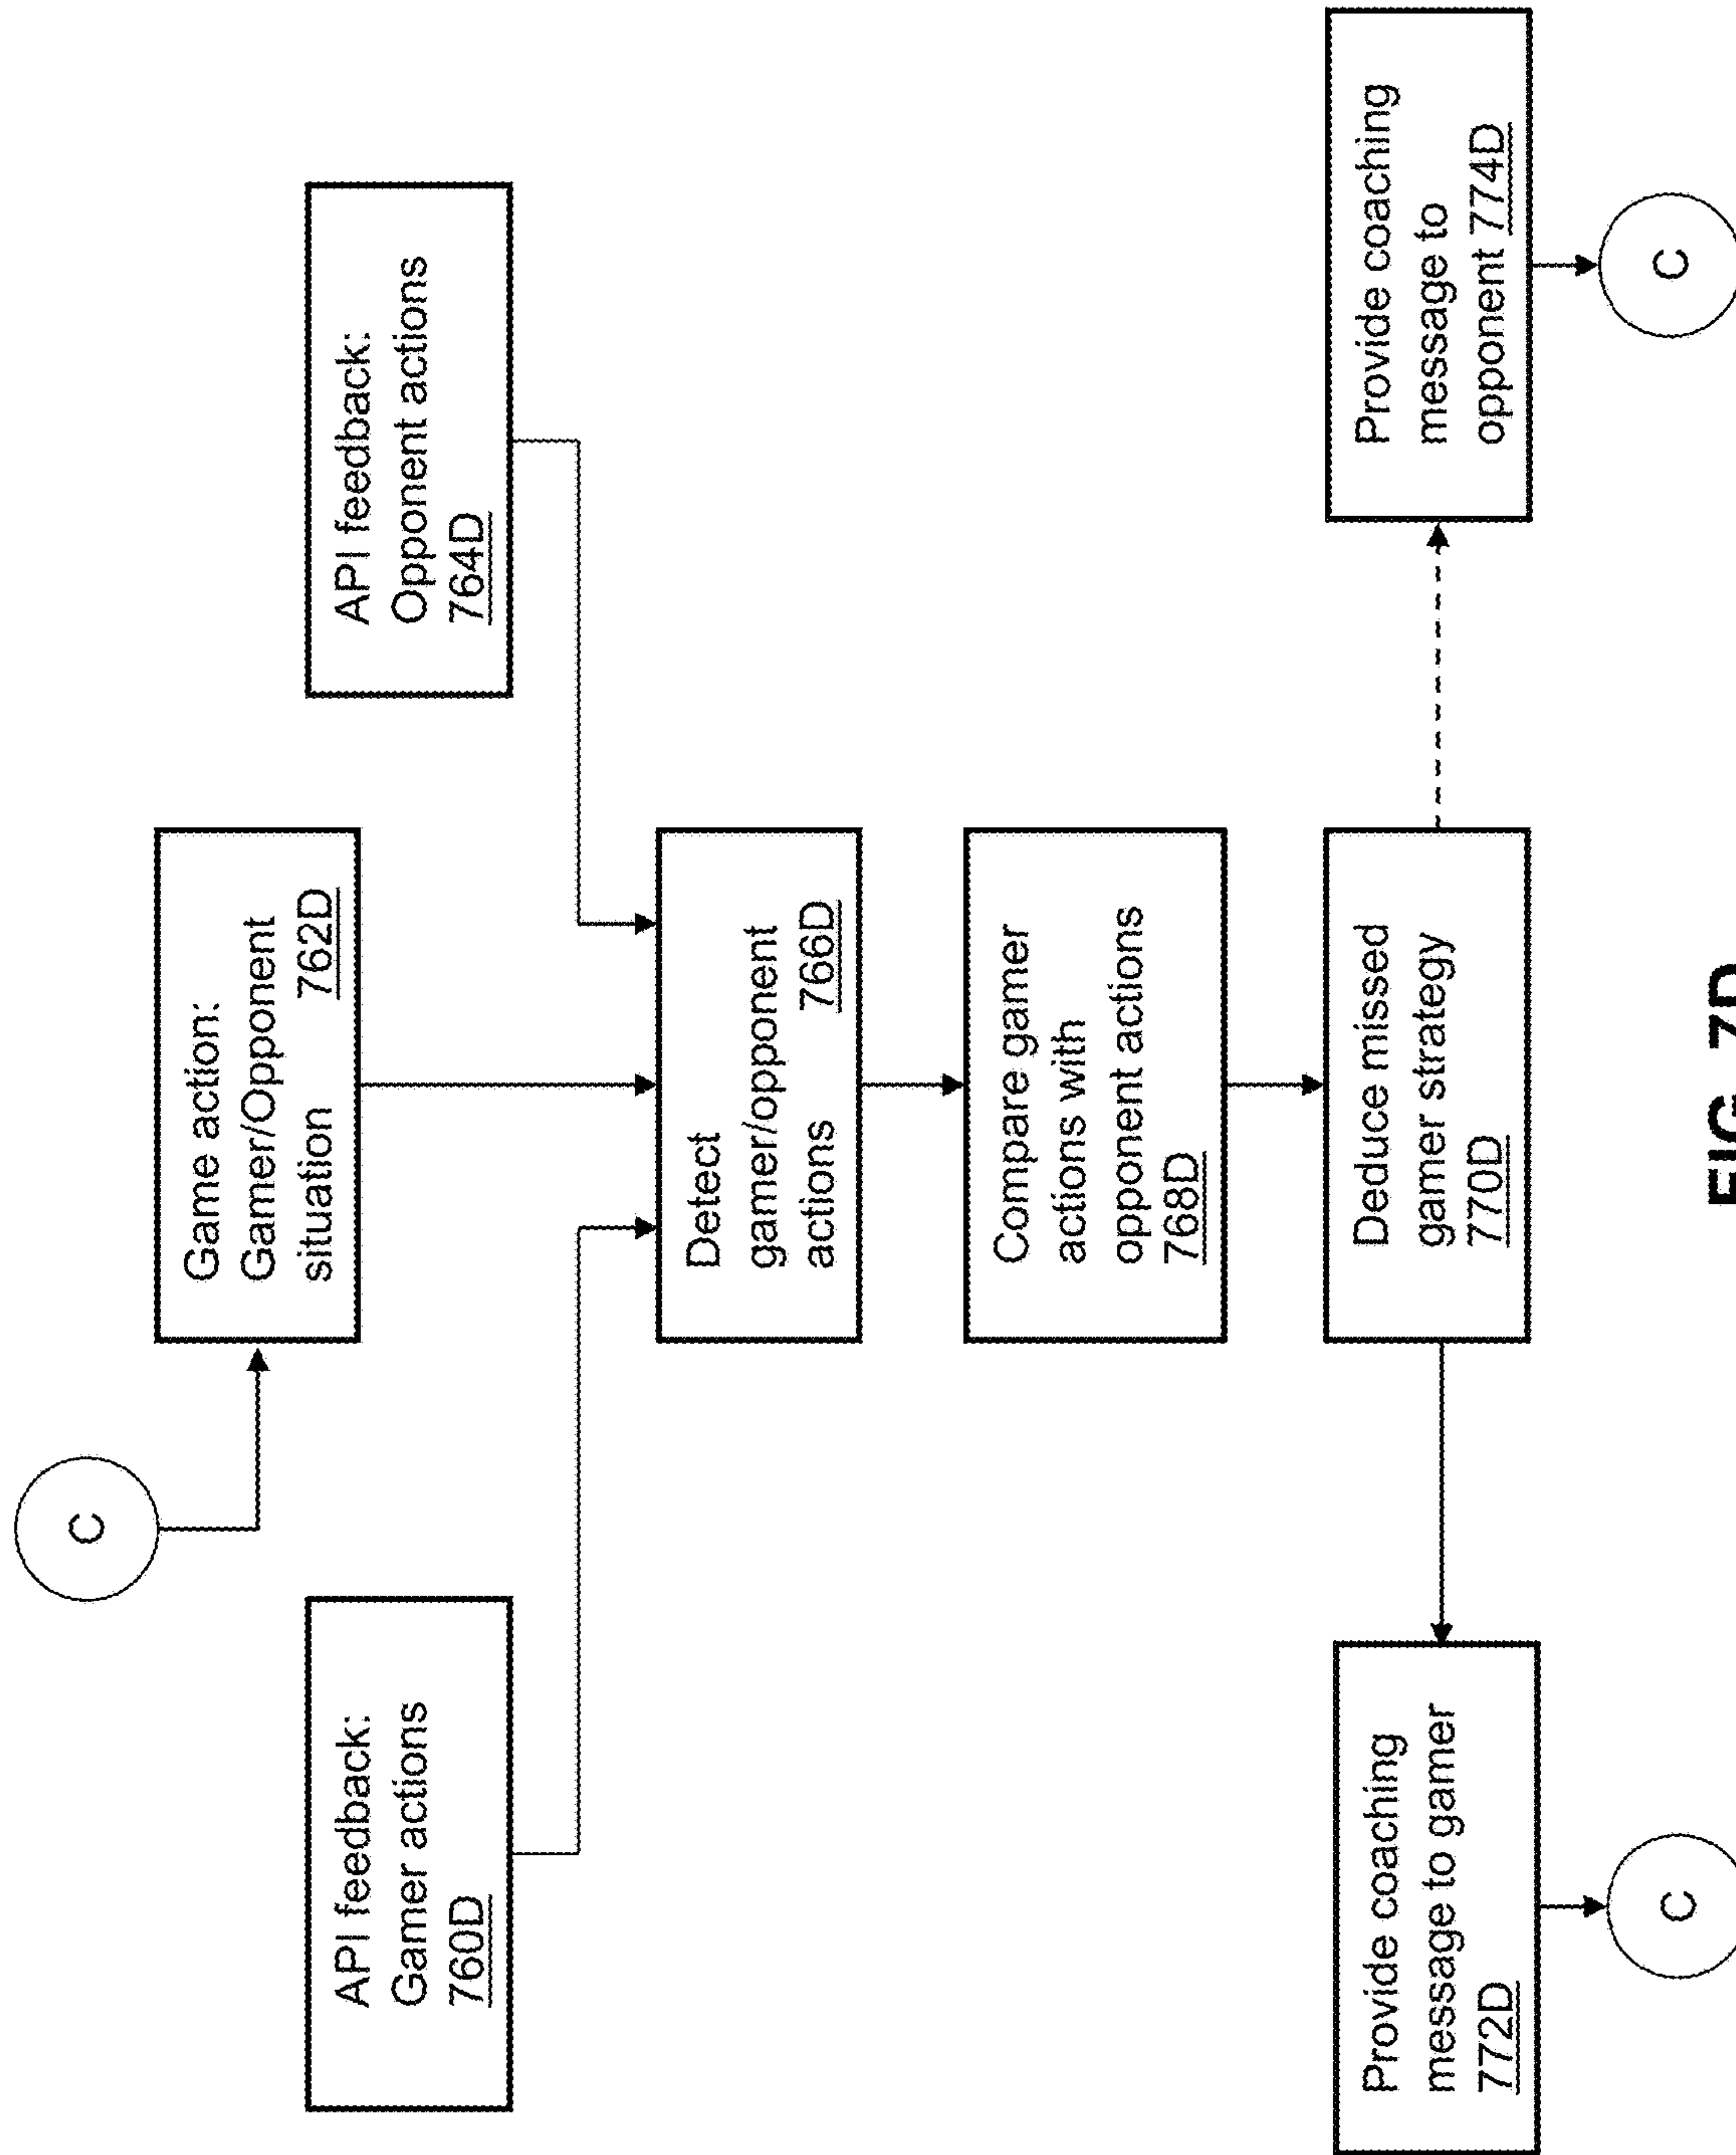 C
Game action:
Gamer/Opponent
situation 762D
API feedback:
Gamer actions
760D
API feedback:
Opponent actions
764D
Detect
gamer/opponent
actions 766D
Compare gamer
actions with
opponent actions
768D
Deduce missed
gamer strategy
770D
Provide coaching
message to gamer
772D
Provide coaching
message to
opponent 774D
C
C
FIG. 7D